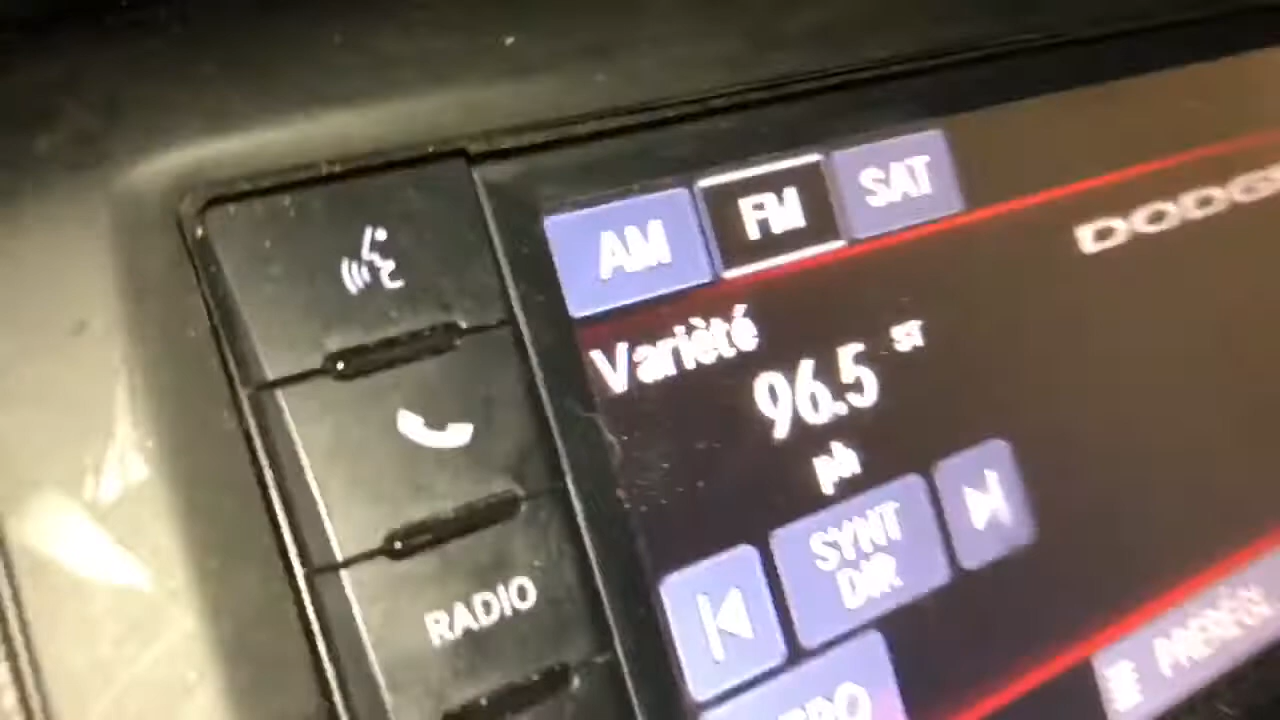 AM FM SAT
DODGE
Variété
96.5 ST
SYNT
DIR
RADIO